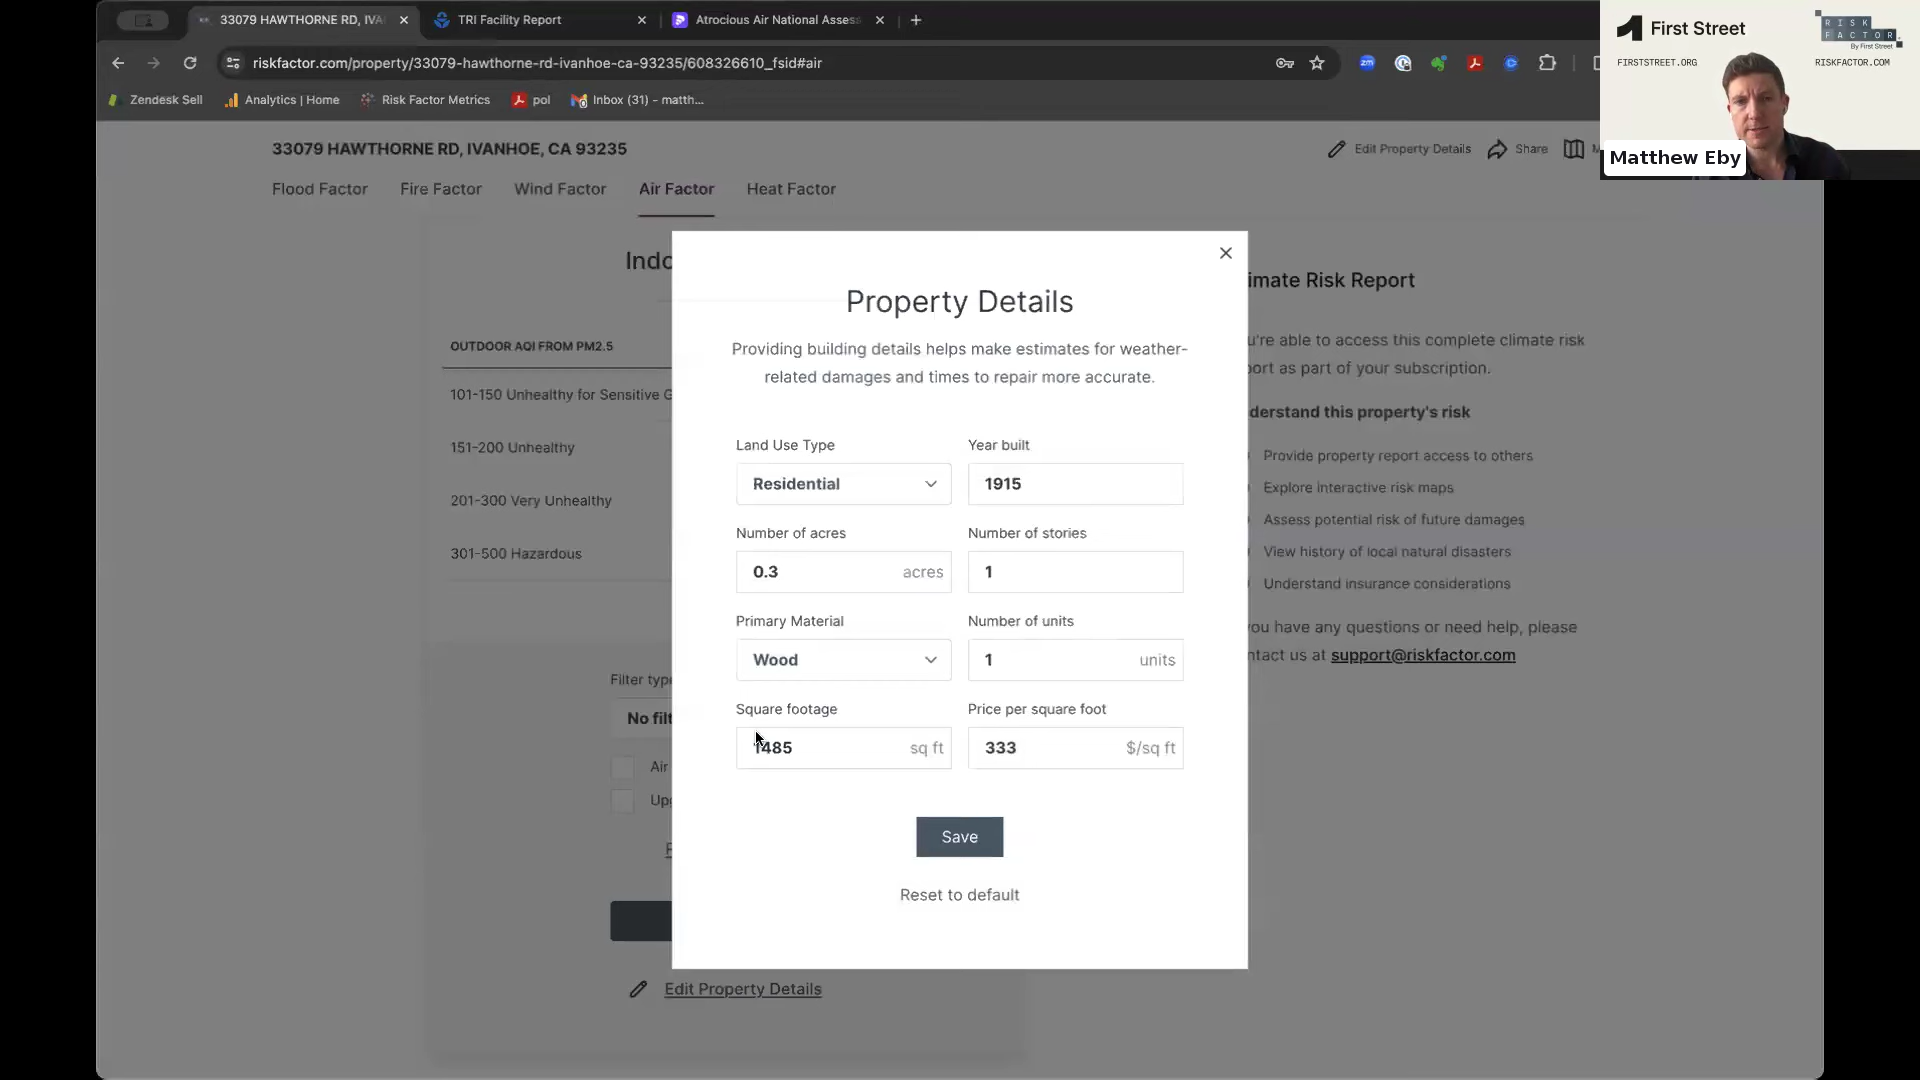 33079 HAWTHORNE RD, IVA
TRI Facility Report
Atrocious Air National Assess
riskfactor.com/property/33079-hawthorne-rd-ivanhoe-ca-93235/608326610_fsid#air
Zendesk Sell
Analytics | Home
Risk Factor Metrics
pol
Inbox (31) - matth...
First Street
RISK
FACTOR
By First Street
FIRSTSTREET.ORG
RISKFACTOR.COM
Matthew Eby
33079 HAWTHORNE RD, IVANHOE, CA 93235
Edit Property Details
Share
Flood Factor
Fire Factor
Wind Factor
Air Factor
Heat Factor
Property Details
Providing building details helps make estimates for weather-
related damages and times to repair more accurate.
Land Use Type
Year built
Residential
1915
Number of acres
Number of stories
0.3 acres
1
Primary Material
Number of units
Wood
1 units
Square footage
Price per square foot
1485 sq ft
333 $/sq ft
Save
Reset to default
OUTDOOR AQI FROM PM2.5
101-150 Unhealthy for Sensitive G
151-200 Unhealthy
201-300 Very Unhealthy
301-500 Hazardous
Filter type
No filt
Air
Edit Property Details
imate Risk Report
u're able to access this complete climate risk
ort as part of your subscription.
derstand this property's risk
Provide property report access to others
Explore interactive risk maps
Assess potential risk of future damages
View history of local natural disasters
Understand insurance considerations
you have any questions or need help, please
ntact us at support@riskfactor.com